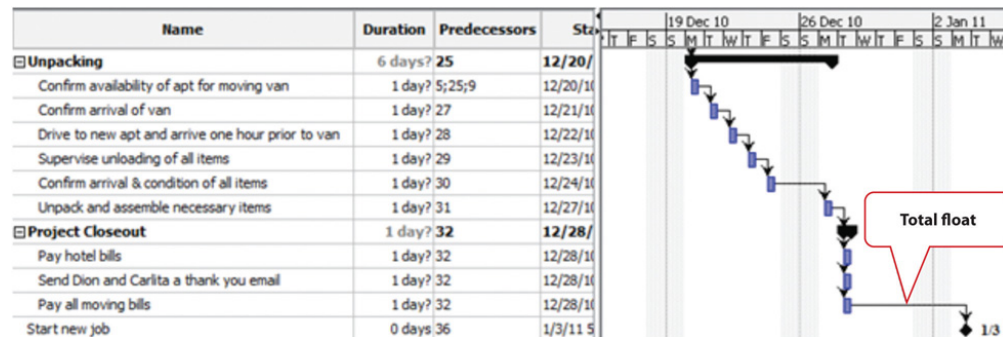 Name Duration Predecessors Sta 19 Dec 10 26 Dec 10 2 Jan 11
T F S S M T W T F S S M T W T F S S M T W
Unpacking 6 days? 25 12/20/
Confirm availability of apt for moving van 1 day? 5;25;9 12/20/10
Confirm arrival of van 1 day? 27 12/21/10
Drive to new apt and arrive one hour prior to van 1 day? 28 12/22/10
Supervise unloading of all items 1 day? 29 12/23/10
Confirm arrival & condition of all items 1 day? 30 12/24/10
Unpack and assemble necessary items 1 day? 31 12/27/10
Total float
Project Closeout 1 day? 32 12/28/
Pay hotel bills 1 day? 32 12/28/10
Send Dion and Carlita a thank you email 1 day? 32 12/28/10
Pay all moving bills 1 day? 32 12/28/10
Start new job 0 days 36 1/3/11 5 1/3